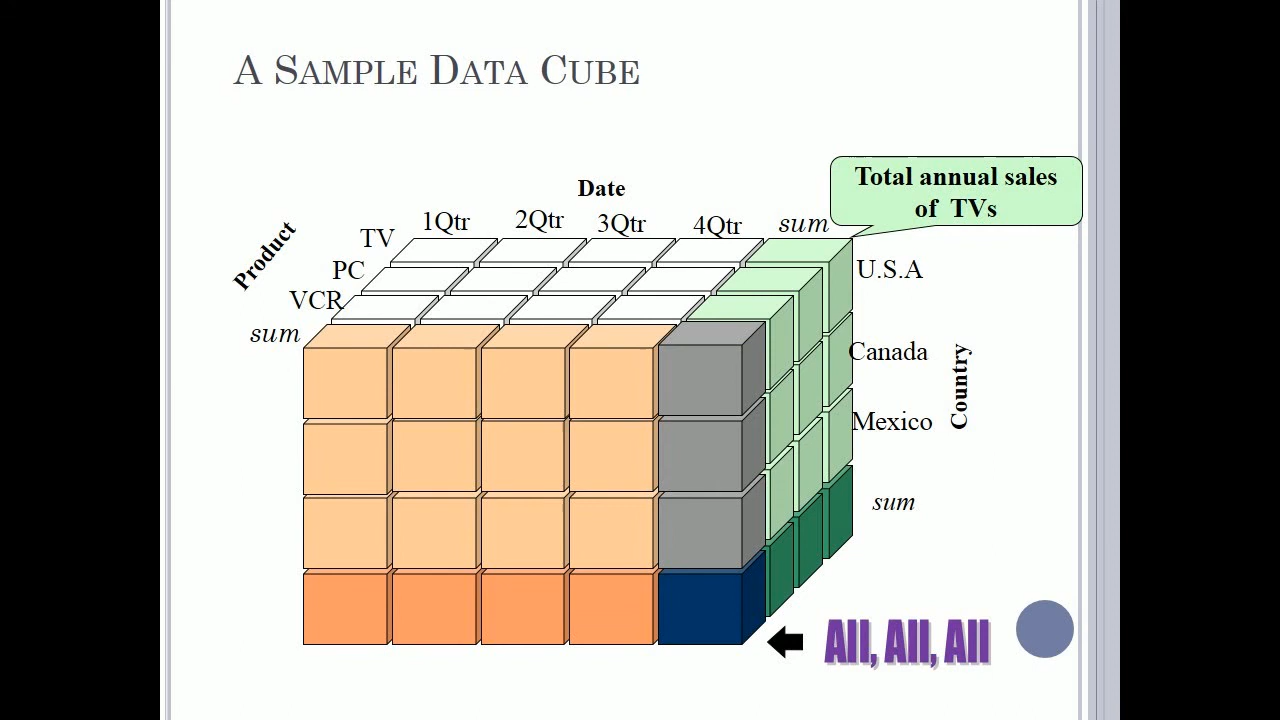 A SAMPLE DATA CUBE
Total annual sales
of TVs
Date
1Qtr 2Qtr 3Qtr 4Qtr sum
Product
TV
PC
VCR
sum
U.S.A
Canada
Mexico
sum
Country
All, All, All